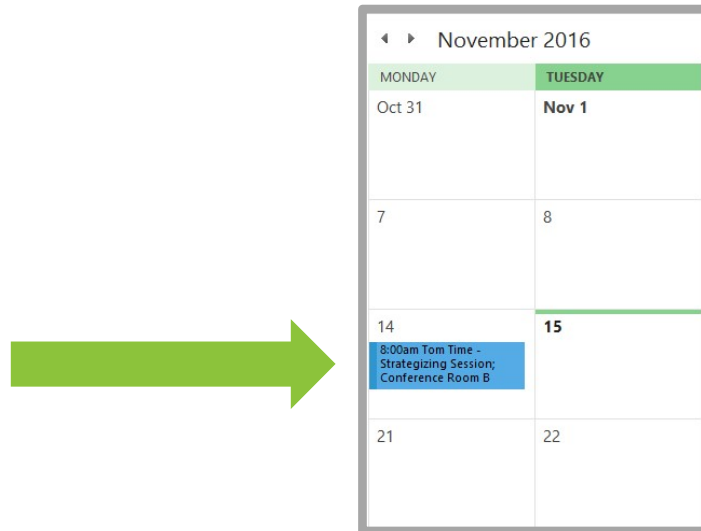 November 2016
MONDAY TUESDAY
Oct 31 Nov 1
7 8
14 15
8:00am Tom Time -
Strategizing Session;
Conference Room B
21 22